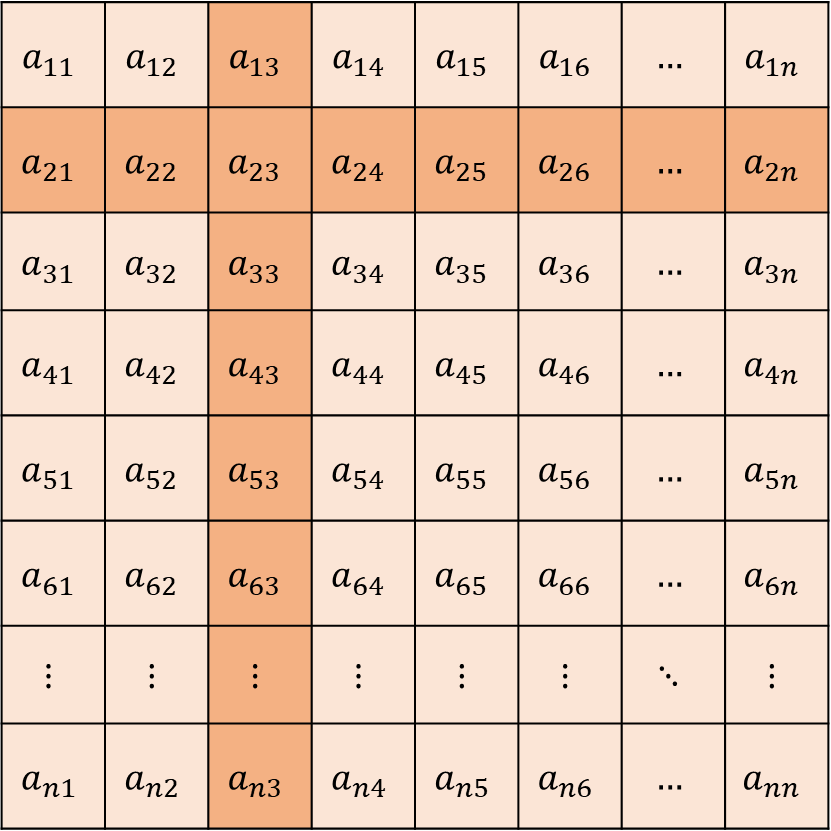 a₁₁ a₁₂ a₁₃ a₁₄ a₁₅ a₁₆ ... a₁ₙ
a₂₁ a₂₂ a₂₃ a₂₄ a₂₅ a₂₆ ... a₂ₙ
a₃₁ a₃₂ a₃₃ a₃₄ a₃₅ a₃₆ ... a₃ₙ
a₄₁ a₄₂ a₄₃ a₄₄ a₄₅ a₄₆ ... a₄ₙ
a₅₁ a₅₂ a₅₃ a₅₄ a₅₅ a₅₆ ... a₅ₙ
a₆₁ a₆₂ a₆₃ a₆₄ a₆₅ a₆₆ ... a₆ₙ
⋮ ⋮ ⋮ ⋮ ⋮ ⋮ ⋱ ⋮
aₙ₁ aₙ₂ aₙ₃ aₙ₄ aₙ₅ aₙ₆ ... aₙₙ